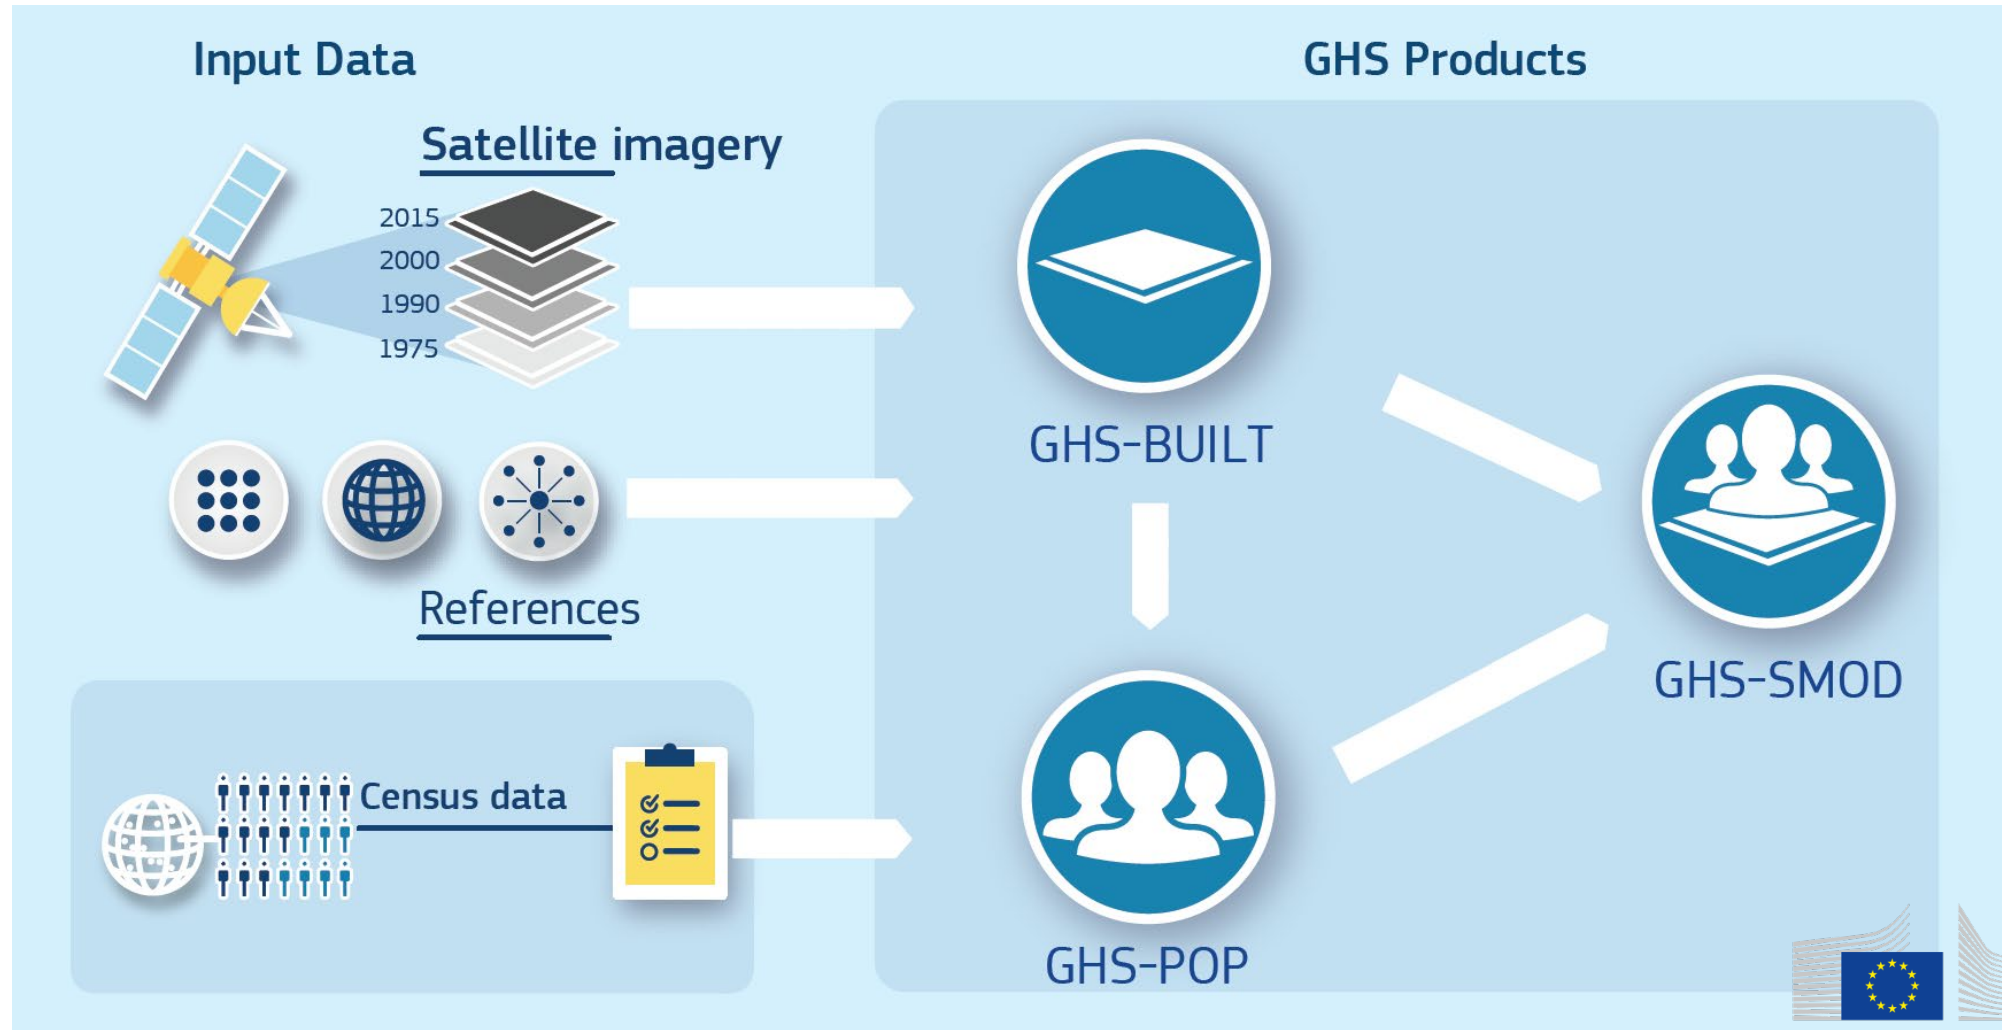 Input Data
GHS Products
Satellite imagery
2015
2000
1990
1975
GHS-BUILT
References
GHS-SMOD
Census data
GHS-POP